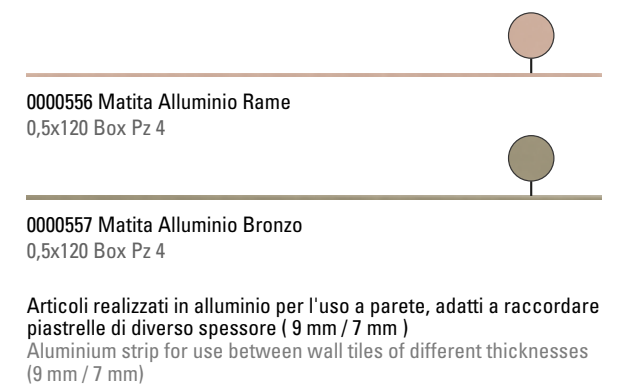 0000556 Matita Alluminio Rame
0,5x120 Box Pz 4
0000557 Matita Alluminio Bronzo
0,5x120 Box Pz 4
Articoli realizzati in alluminio per l'uso a parete, adatti a raccordare
piastrelle di diverso spessore ( 9 mm / 7 mm )
Aluminium strip for use between wall tiles of different thicknesses
(9 mm / 7 mm)